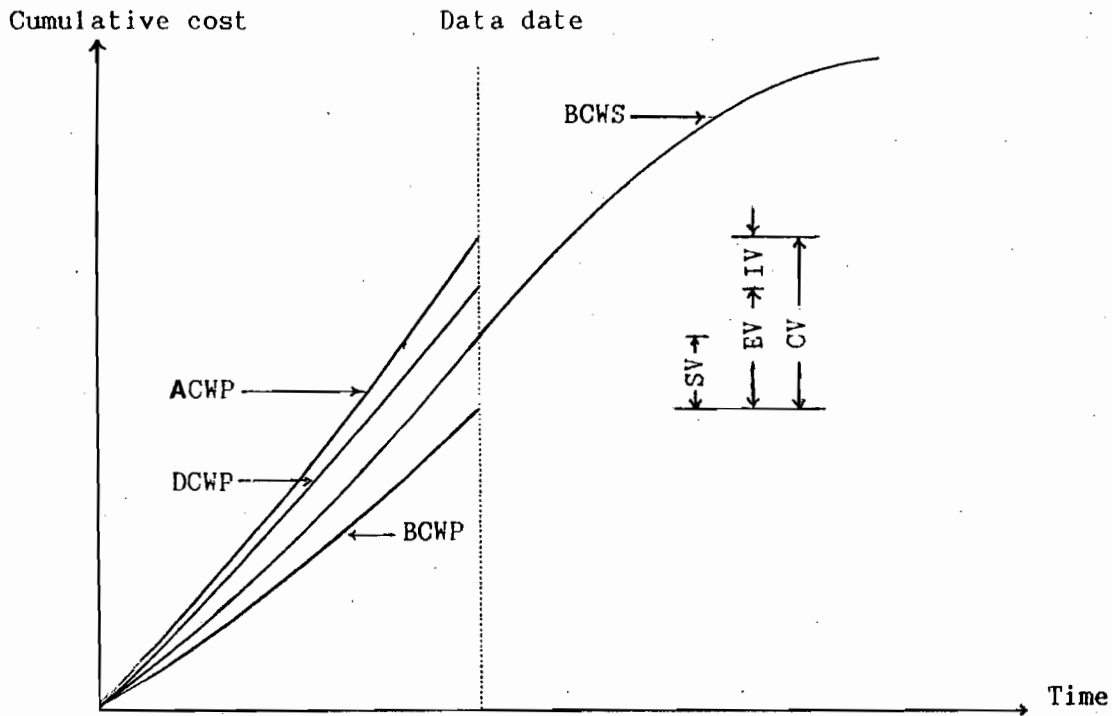 Cumulative cost
Data date
BCWS
IV
EV
CV
SV
ACWP
DCWP
BCWP
Time